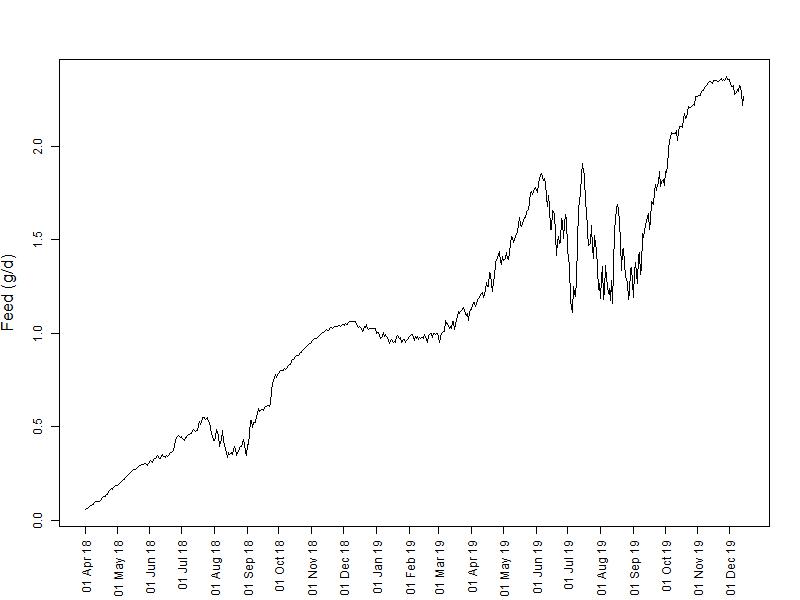 Feed (g/d)
2.0
1.5
1.0
0.5
0.0
01 Apr 18
01 May 18
01 Jun 18
01 Jul 18
01 Aug 18
01 Sep 18
01 Oct 18
01 Nov 18
01 Dec 18
01 Jan 19
01 Feb 19
01 Mar 19
01 Apr 19
01 May 19
01 Jun 19
01 Jul 19
01 Aug 19
01 Sep 19
01 Oct 19
01 Nov 19
01 Dec 19